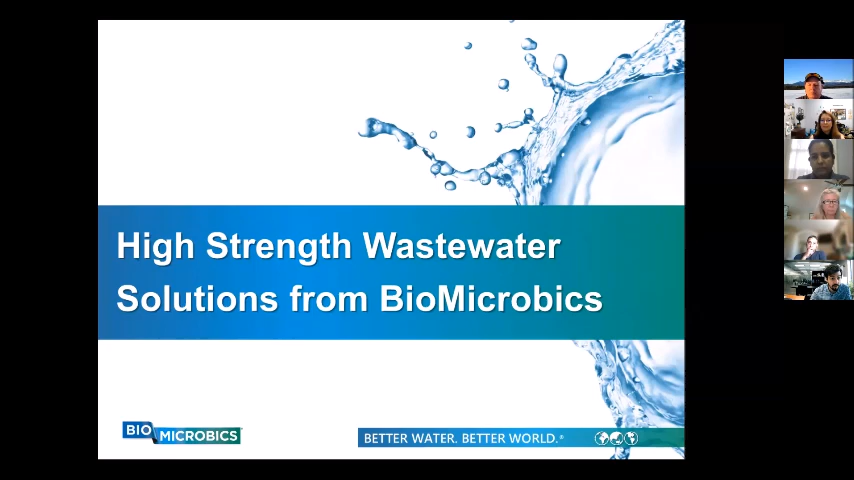 High Strength Wastewater
Solutions from BioMicrobics
BIO MICROBICS
BETTER WATER. BETTER WORLD.®